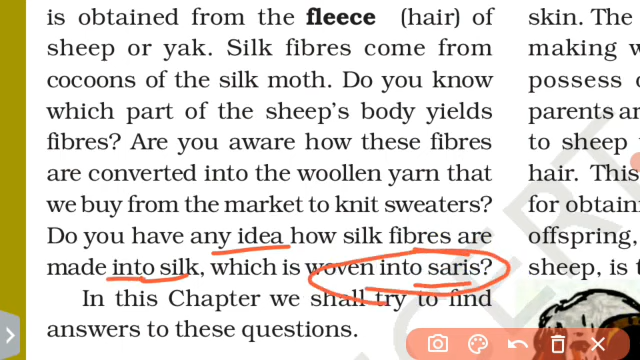 is obtained from the fleece (hair) of
sheep or yak. Silk fibres come from
cocoons of the silk moth. Do you know
which part of the sheep's body yields
fibres? Are you aware how these fibres
are converted into the woollen yarn that
we buy from the market to knit sweaters?
Do you have any idea how silk fibres are
made into silk, which is woven into saris?
In this Chapter we shall try to find
answers to these questions.
skin. The
making w
possess
parents ar
to sheep
hair. This
for obtain
offspring,
sheep, is t